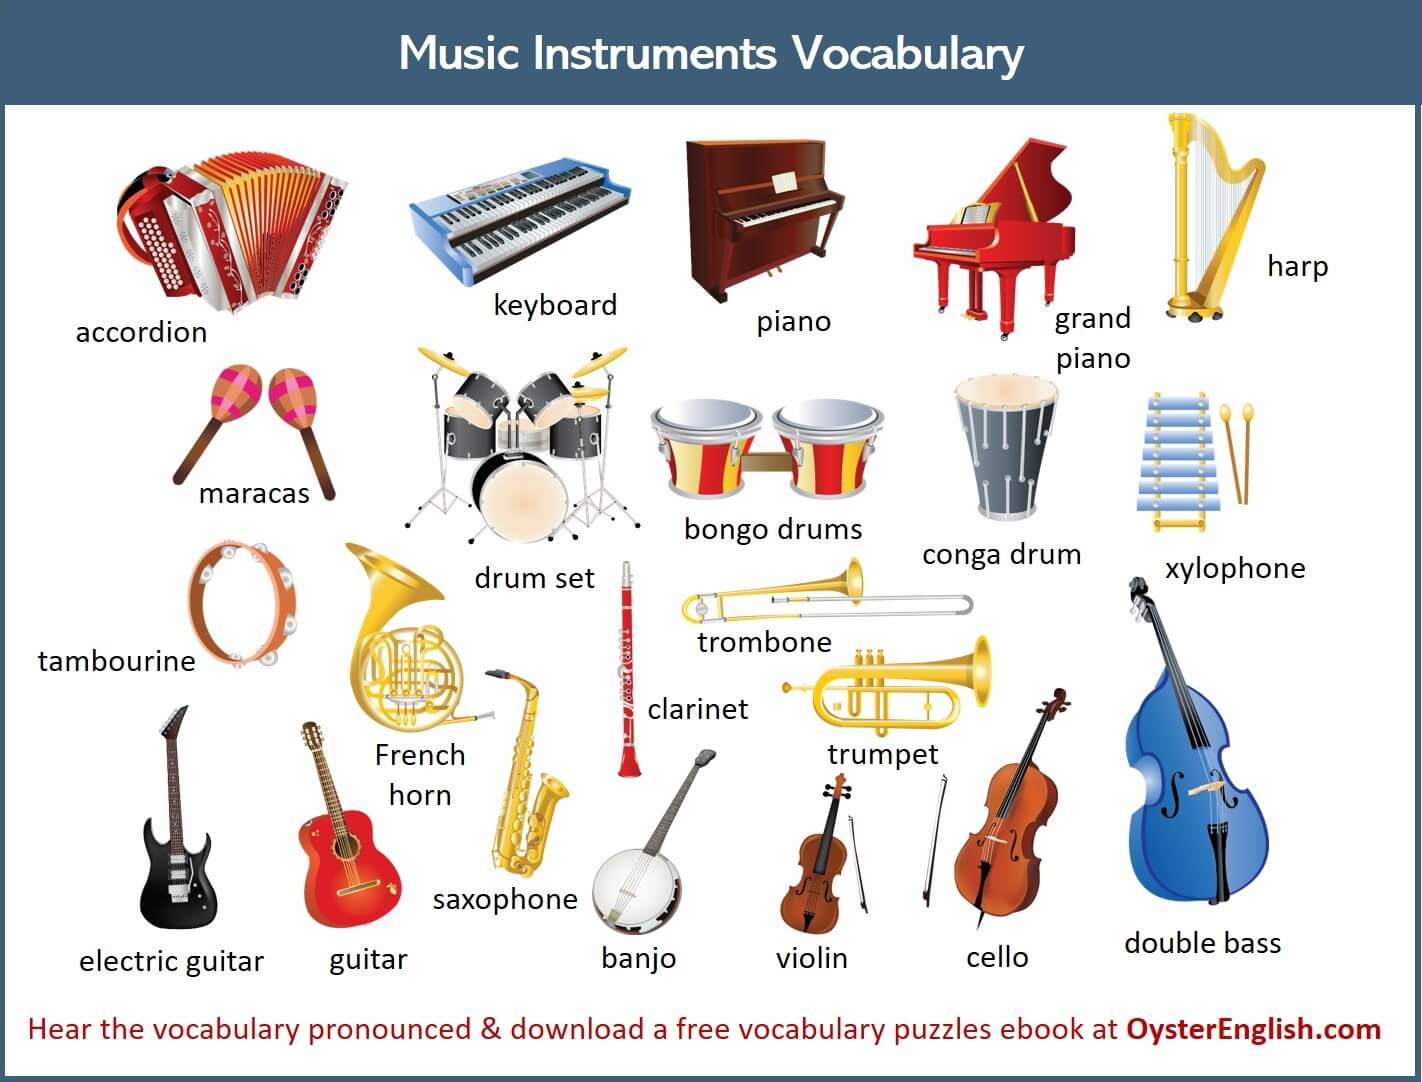 Music Instruments Vocabulary
accordion
keyboard
piano
grand
piano
harp
maracas
drum set
bongo drums
conga drum
xylophone
tambourine
French
horn
clarinet
trombone
trumpet
electric guitar
guitar
saxophone
banjo
violin
cello
double bass
Hear the vocabulary pronounced & download a free vocabulary puzzles ebook at OysterEnglish.com